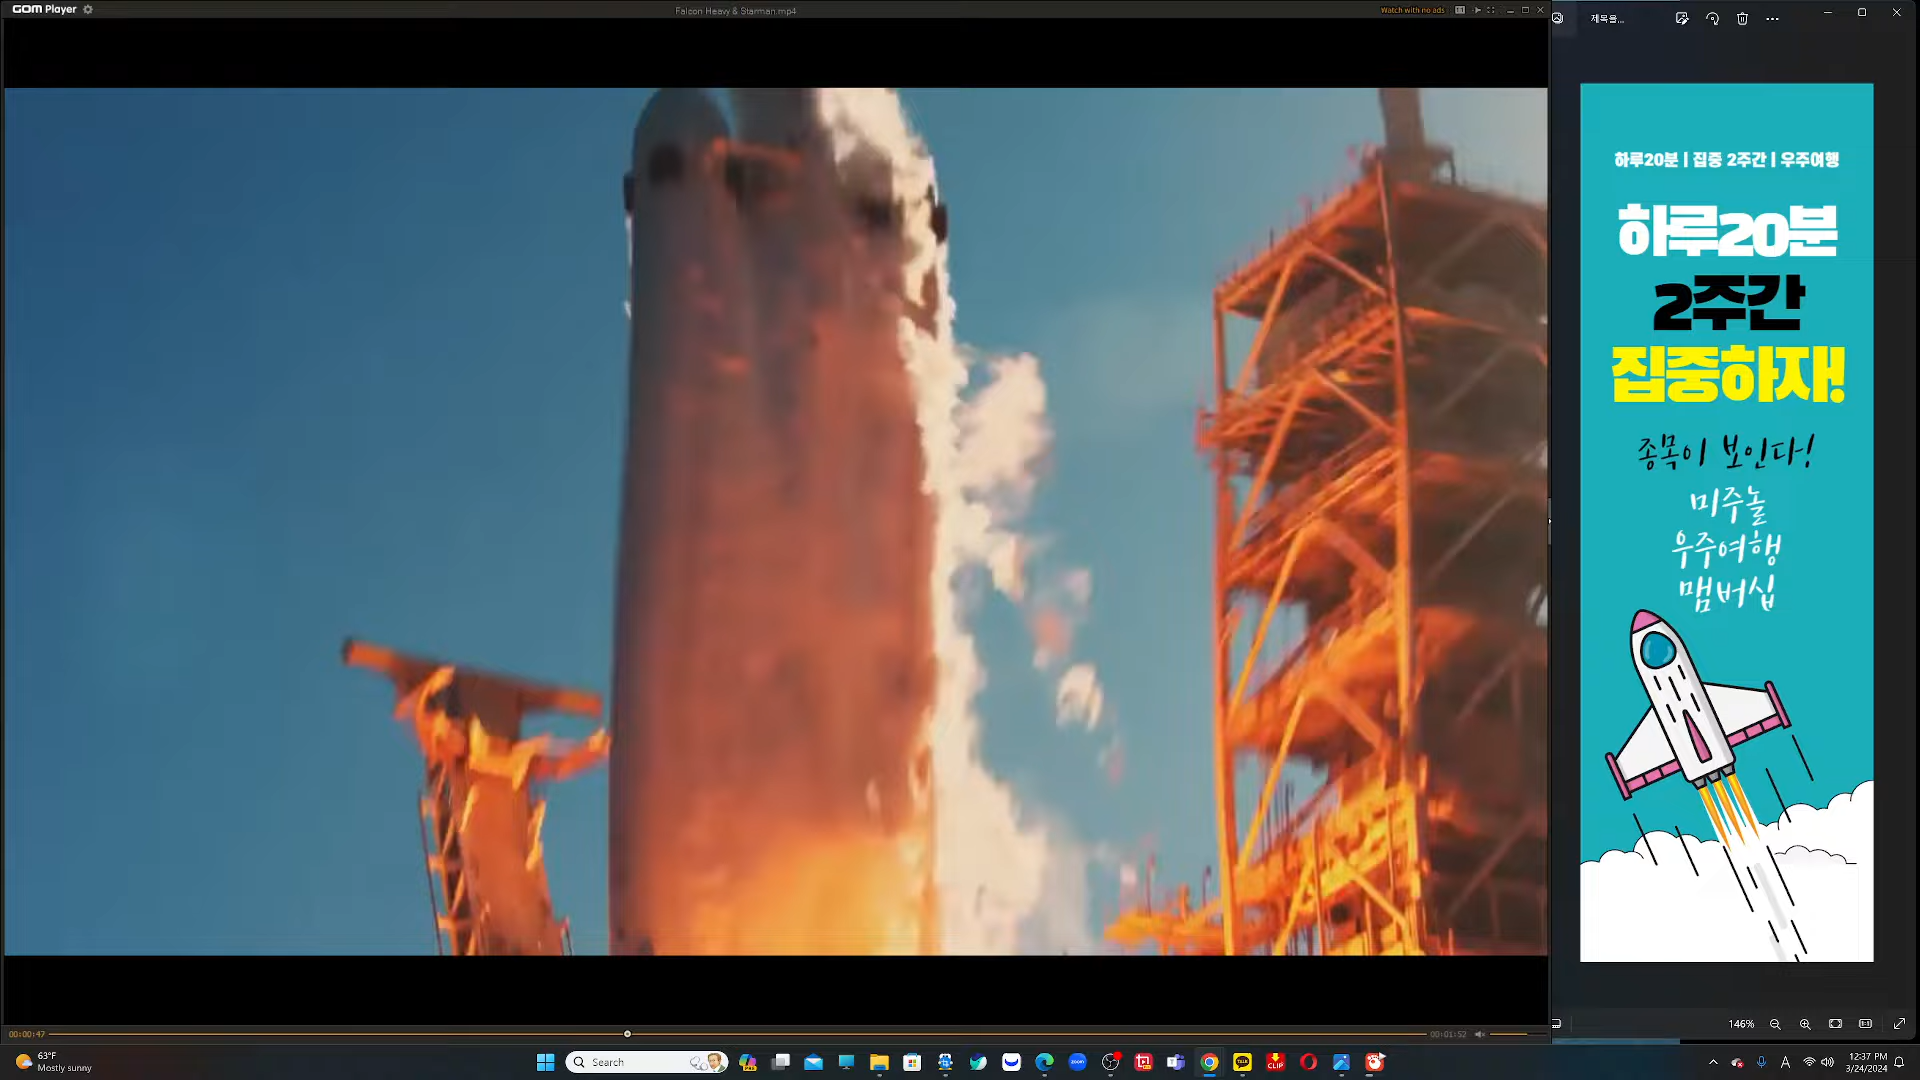 GOM Player
Falcon Heavy & Starman.mp4
Watch with no ads
제목을...
하루20분 | 집중 2주간 | 우주여행
하루20분
2주간
집중하자!
종목이 보인다!
미주놀
우주여행
맴버십
00:00:47
00:01:52
146%
63°F
Mostly sunny
Search
CLIP
A
12:37 PM
3/24/2024